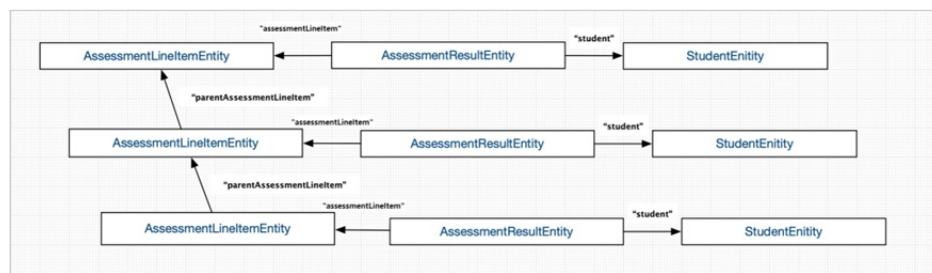 "assessmentLineItem"
"student"
AssessmentLineItemEntity
AssessmentResultEntity
StudentEnitity
"parentAssessmentLineItem"
"assessmentLineItem"
"student"
AssessmentLineItemEntity
AssessmentResultEntity
StudentEnitity
"parentAssessmentLineItem"
"assessmentLineItem"
"student"
AssessmentLineItemEntity
AssessmentResultEntity
StudentEnitity